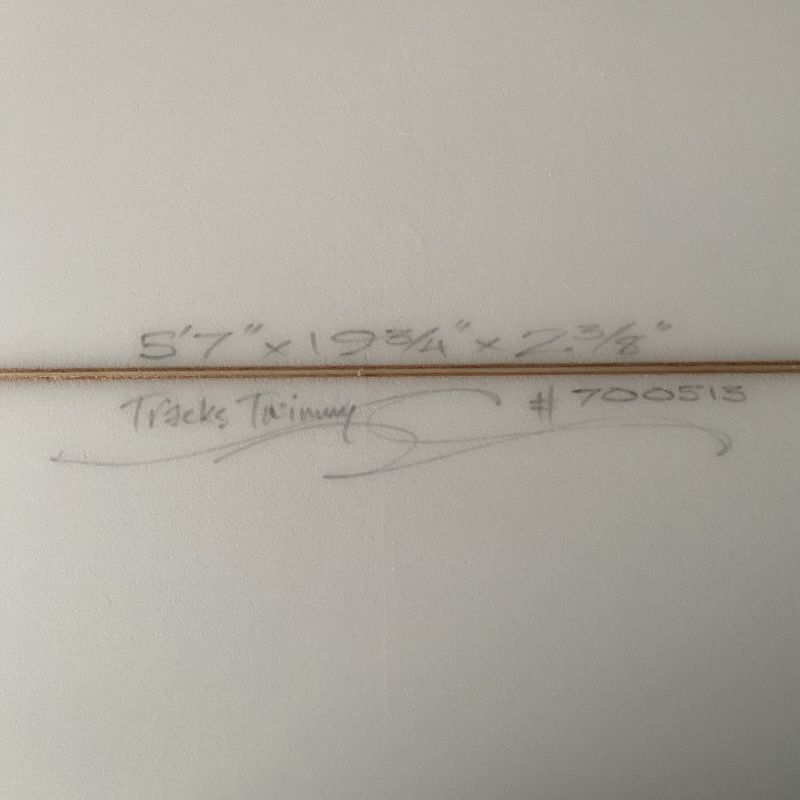 5'7" x 19 3/4" x 2.3/8"
Tracks Twinny # 700513